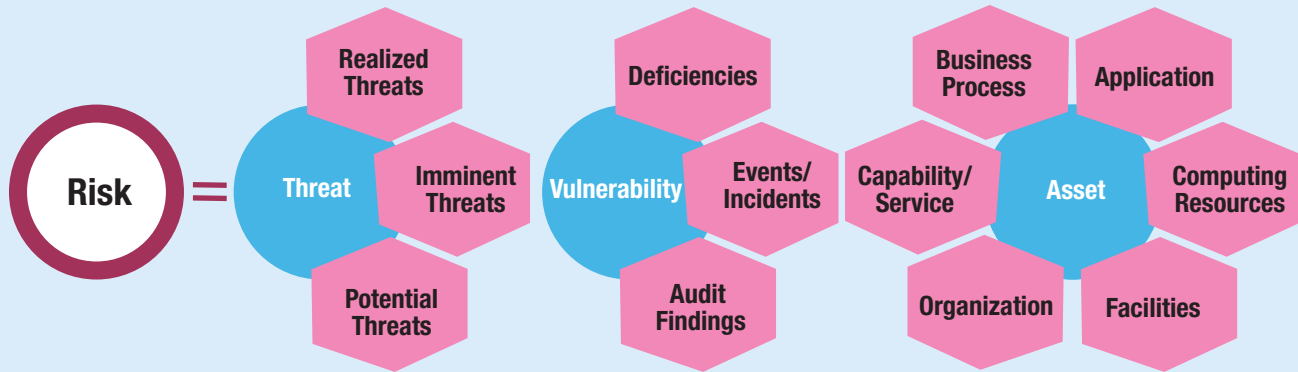 Risk
=
Threat
Realized
Threats
Imminent
Threats
Potential
Threats
Vulnerability
Deficiencies
Events/
Incidents
Audit
Findings
Asset
Business
Process
Application
Capability/
Service
Computing
Resources
Organization
Facilities